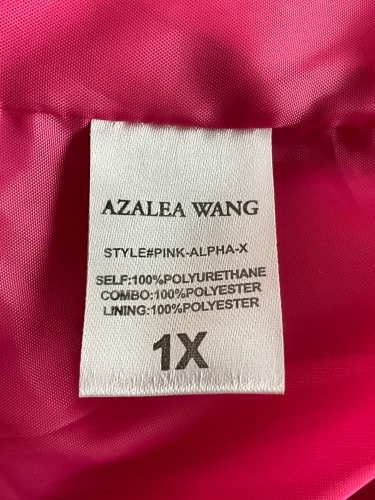 AZALEA WANG
STYLE#PINK-ALPHA-X
SELF:100%POLYURETHANE
COMBO:100%POLYESTER
LINING:100%POLYESTER
1X